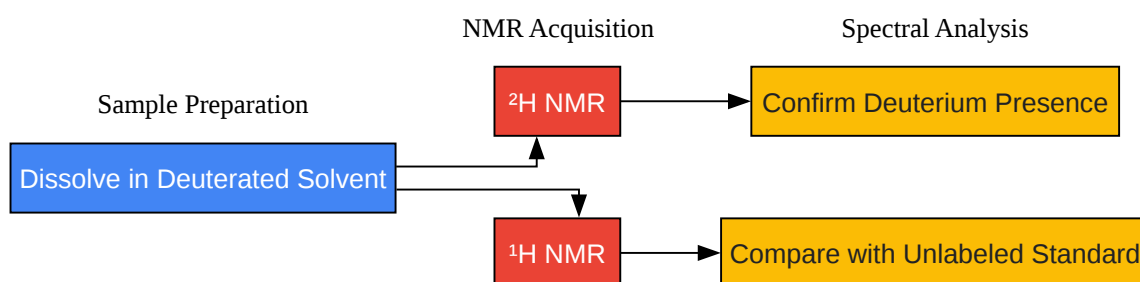 NMR Acquisition
Spectral Analysis
Sample Preparation
²H NMR
Confirm Deuterium Presence
Dissolve in Deuterated Solvent
¹H NMR
Compare with Unlabeled Standard